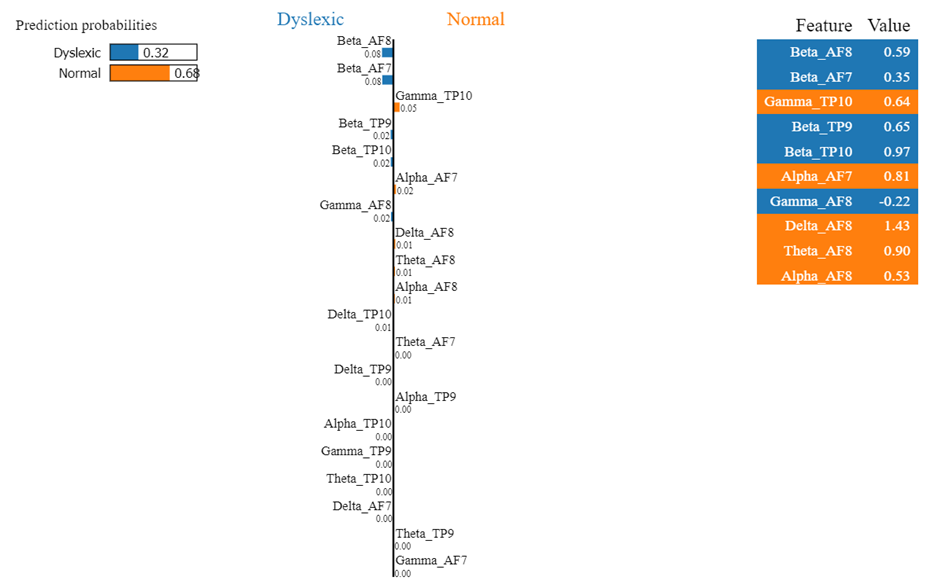 Prediction probabilities
Dyslexic 0.32
Normal 0.68
Dyslexic Normal
Beta_AF8
0.08
Beta_AF7
0.08
Gamma_TP10
0.05
Beta_TP9
0.02
Beta_TP10
0.02
Alpha_AF7
0.02
Gamma_AF8
0.02
Delta_AF8
0.01
Theta_AF8
0.01
Alpha_AF8
0.01
Delta_TP10
0.01
Theta_AF7
0.00
Delta_TP9
0.00
Alpha_TP9
0.00
Alpha_TP10
0.00
Gamma_TP9
0.00
Theta_TP10
0.00
Delta_AF7
0.00
Theta_TP9
0.00
Gamma_AF7
0.00
Feature Value
Beta_AF8 0.59
Beta_AF7 0.35
Gamma_TP10 0.64
Beta_TP9 0.65
Beta_TP10 0.97
Alpha_AF7 0.81
Gamma_AF8 -0.22
Delta_AF8 1.43
Theta_AF8 0.90
Alpha_AF8 0.53